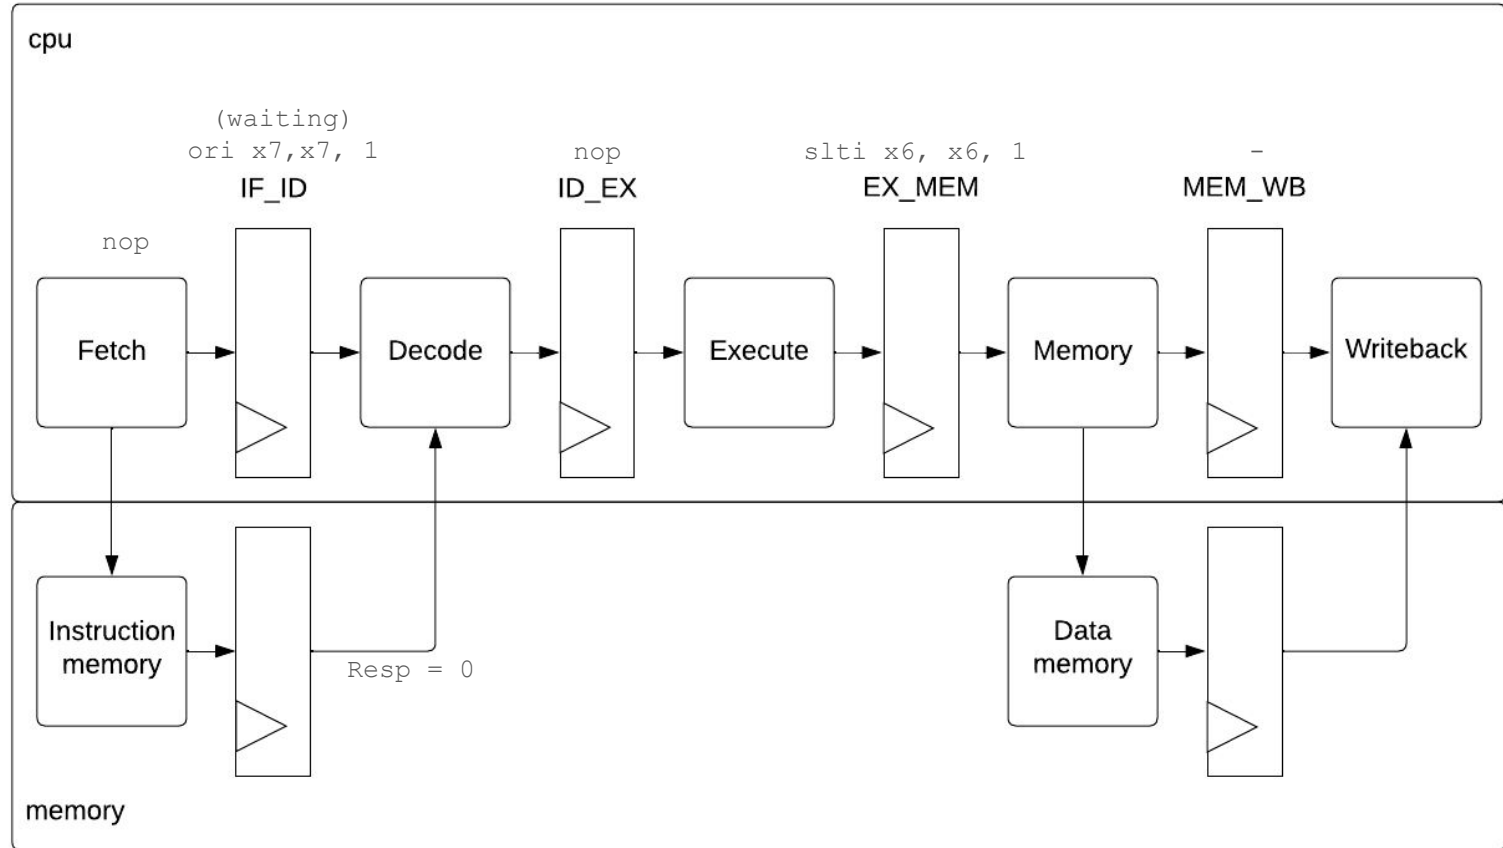 cpu
(waiting)
ori x7,x7, 1
nop
slti x6, x6, 1
-
IF_ID
ID_EX
EX_MEM
MEM_WB
nop
Fetch
Decode
Execute
Memory
Writeback
Instruction
memory
Resp = 0
Data
memory
memory